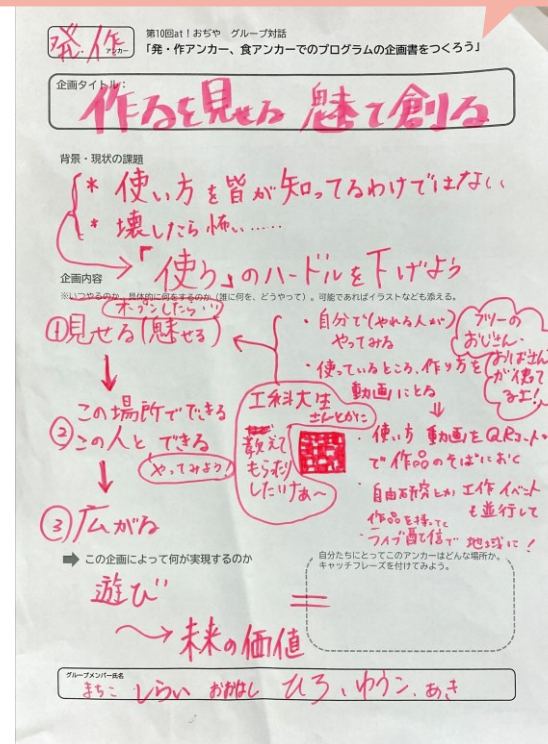 発・作
アンカー
第10回at！おぢや　グループ対話
「発・作アンカー、食アンカーでのプログラムの企画書をつくろう」
企画タイトル：
作るを見せる 魅て創る
背景・現状の課題
* 使い方を皆が知ってるわけではない
* 壊したら怖い……
→「使う」のハードルを下げよう
企画内容
※いつやるのか、具体的に何をするのか（誰に何を、どうやって）。可能であればイラストなども添える。
オープンしたら…
①見せる(魅せる)
↓
この場所でできる
②この人と できる
やってみよう!
↓
③広がる
・自分で(やれる人が)
やってみる
・使っているところ、作り方を
動画にとる
⇓
・使い方 動画をQRコード
で作品のそばにおく
・自由研究とか工作イベント
も並行して
作品を持って
・ライブ配信で 地球に!
フツーの
おじさん・
おばさん
が使って
るよ!
工科大生
さんとかに
教えて
もらったり
したいけぁ〜
➡ この企画によって何が実現するのか
遊び
〜→ 未来の価値
＝
自分たちにとってこのアンカーはどんな場所か。
キャッチフレーズを付けてみよう。
グループメンバー氏名
まちこ しらい おおはし ひろ、ゆうこ、あき